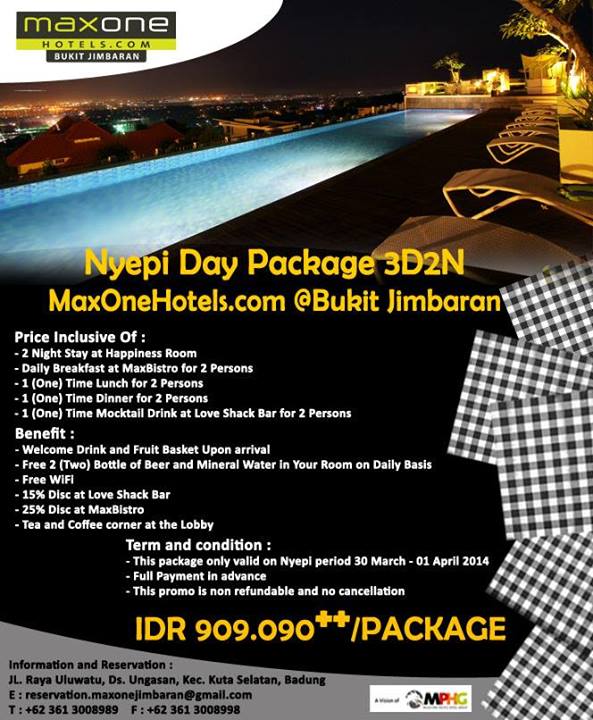 maxone
HOTELS.COM
BUKIT JIMBARAN
Nyepi Day Package 3D2N
MaxOneHotels.com @Bukit Jimbaran
Price Inclusive Of :
- 2 Night Stay at Happiness Room
- Daily Breakfast at MaxBistro for 2 Persons
- 1 (One) Time Lunch for 2 Persons
- 1 (One) Time Dinner for 2 Persons
- 1 (One) Time Mocktail Drink at Love Shack Bar for 2 Persons
Benefit :
- Welcome Drink and Fruit Basket Upon arrival
- Free 2 (Two) Bottle of Beer and Mineral Water in Your Room on Daily Basis
- Free WiFi
- 15% Disc at Love Shack Bar
- 25% Disc at MaxBistro
- Tea and Coffee corner at the Lobby
Term and condition :
- This package only valid on Nyepi period 30 March - 01 April 2014
- Full Payment in advance
- This promo is non refundable and no cancellation
IDR 909.090++/PACKAGE
Information and Reservation :
JL. Raya Uluwatu, Ds. Ungasan, Kec. Kuta Selatan, Badung
E : reservation.maxonejimbaran@gmail.com
T : +62 361 3008989 F : +62 361 3008998
A Vision of
MPHG